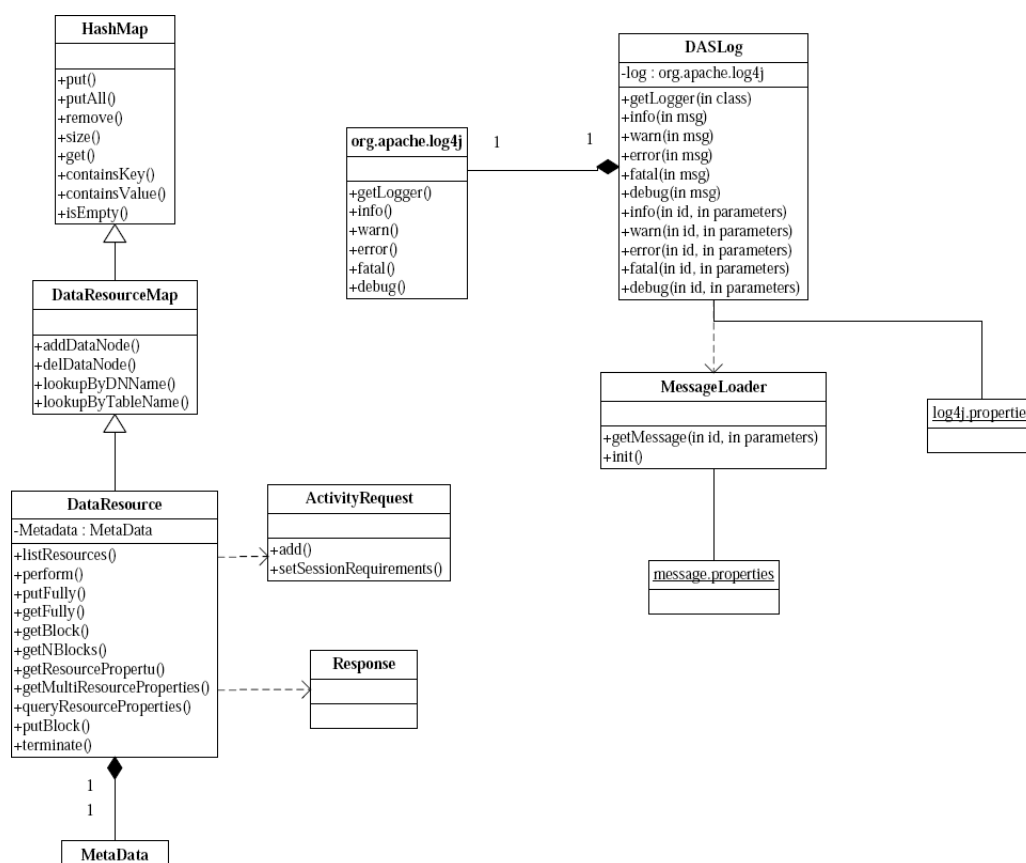 HashMap
+put()
+putAll()
+remove()
+size()
+get()
+containsKey()
+containsValue()
+isEmpty()
DataResourceMap
+addDataNode()
+delDataNode()
+lookupByDNName()
+lookupByTableName()
DataResource
-Metadata : MetaData
+listResources()
+perform()
+putFully()
+getFully()
+getBlock()
+getNBlocks()
+getResourcePropertu()
+getMultiResourceProperties()
+queryResourceProperties()
+putBlock()
+terminate()
1
1
MetaData
ActivityRequest
+add()
+setSessionRequirements()
Response
org.apache.log4j
+getLogger()
+info()
+warn()
+error()
+fatal()
+debug()
1
1
DASLog
-log : org.apache.log4j
+getLogger(in class)
+info(in msg)
+warn(in msg)
+error(in msg)
+fatal(in msg)
+debug(in msg)
+info(in id, in parameters)
+warn(in id, in parameters)
+error(in id, in parameters)
+fatal(in id, in parameters)
+debug(in id, in parameters)
MessageLoader
+getMessage(in id, in parameters)
+init()
message.properties
log4j.propertie